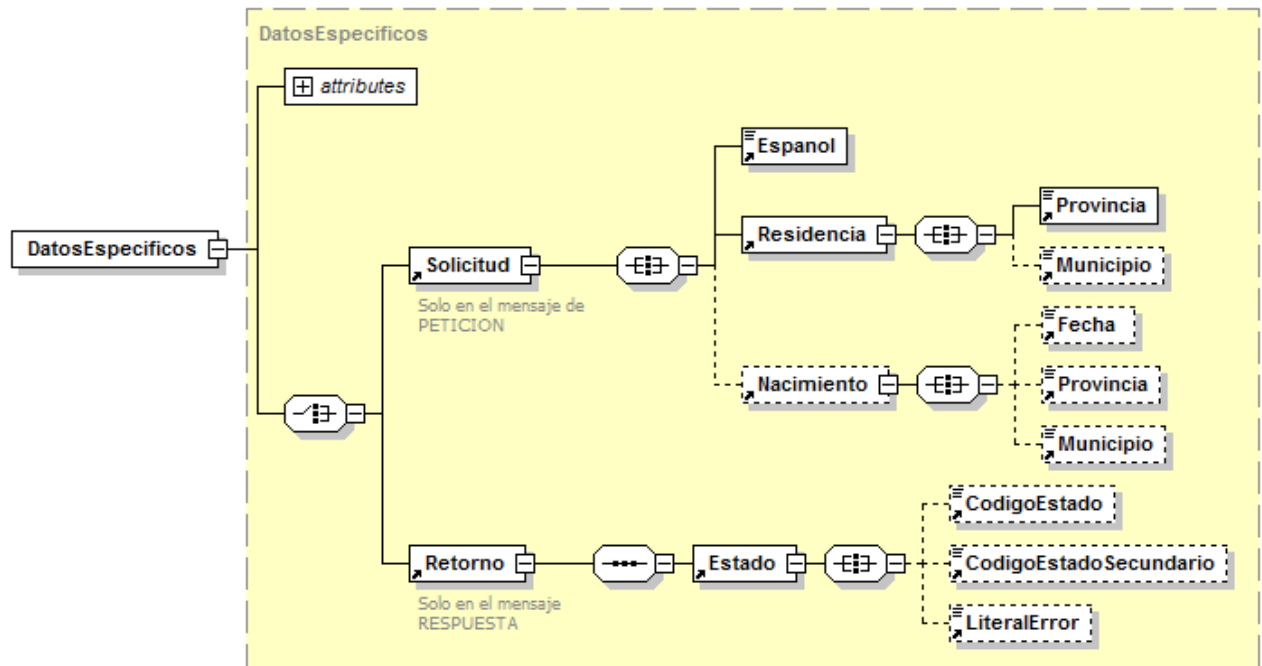 DatosEspecificos
attributes
Espanol
Provincia
Residencia
DatosEspecificos
Solicitud
Municipio
Solo en el mensaje de
PETICION
Fecha
Nacimiento
Provincia
Municipio
CodigoEstado
Retorno
Estado
CodigoEstadoSecundario
Solo en el mensaje
RESPUESTA
LiteralError